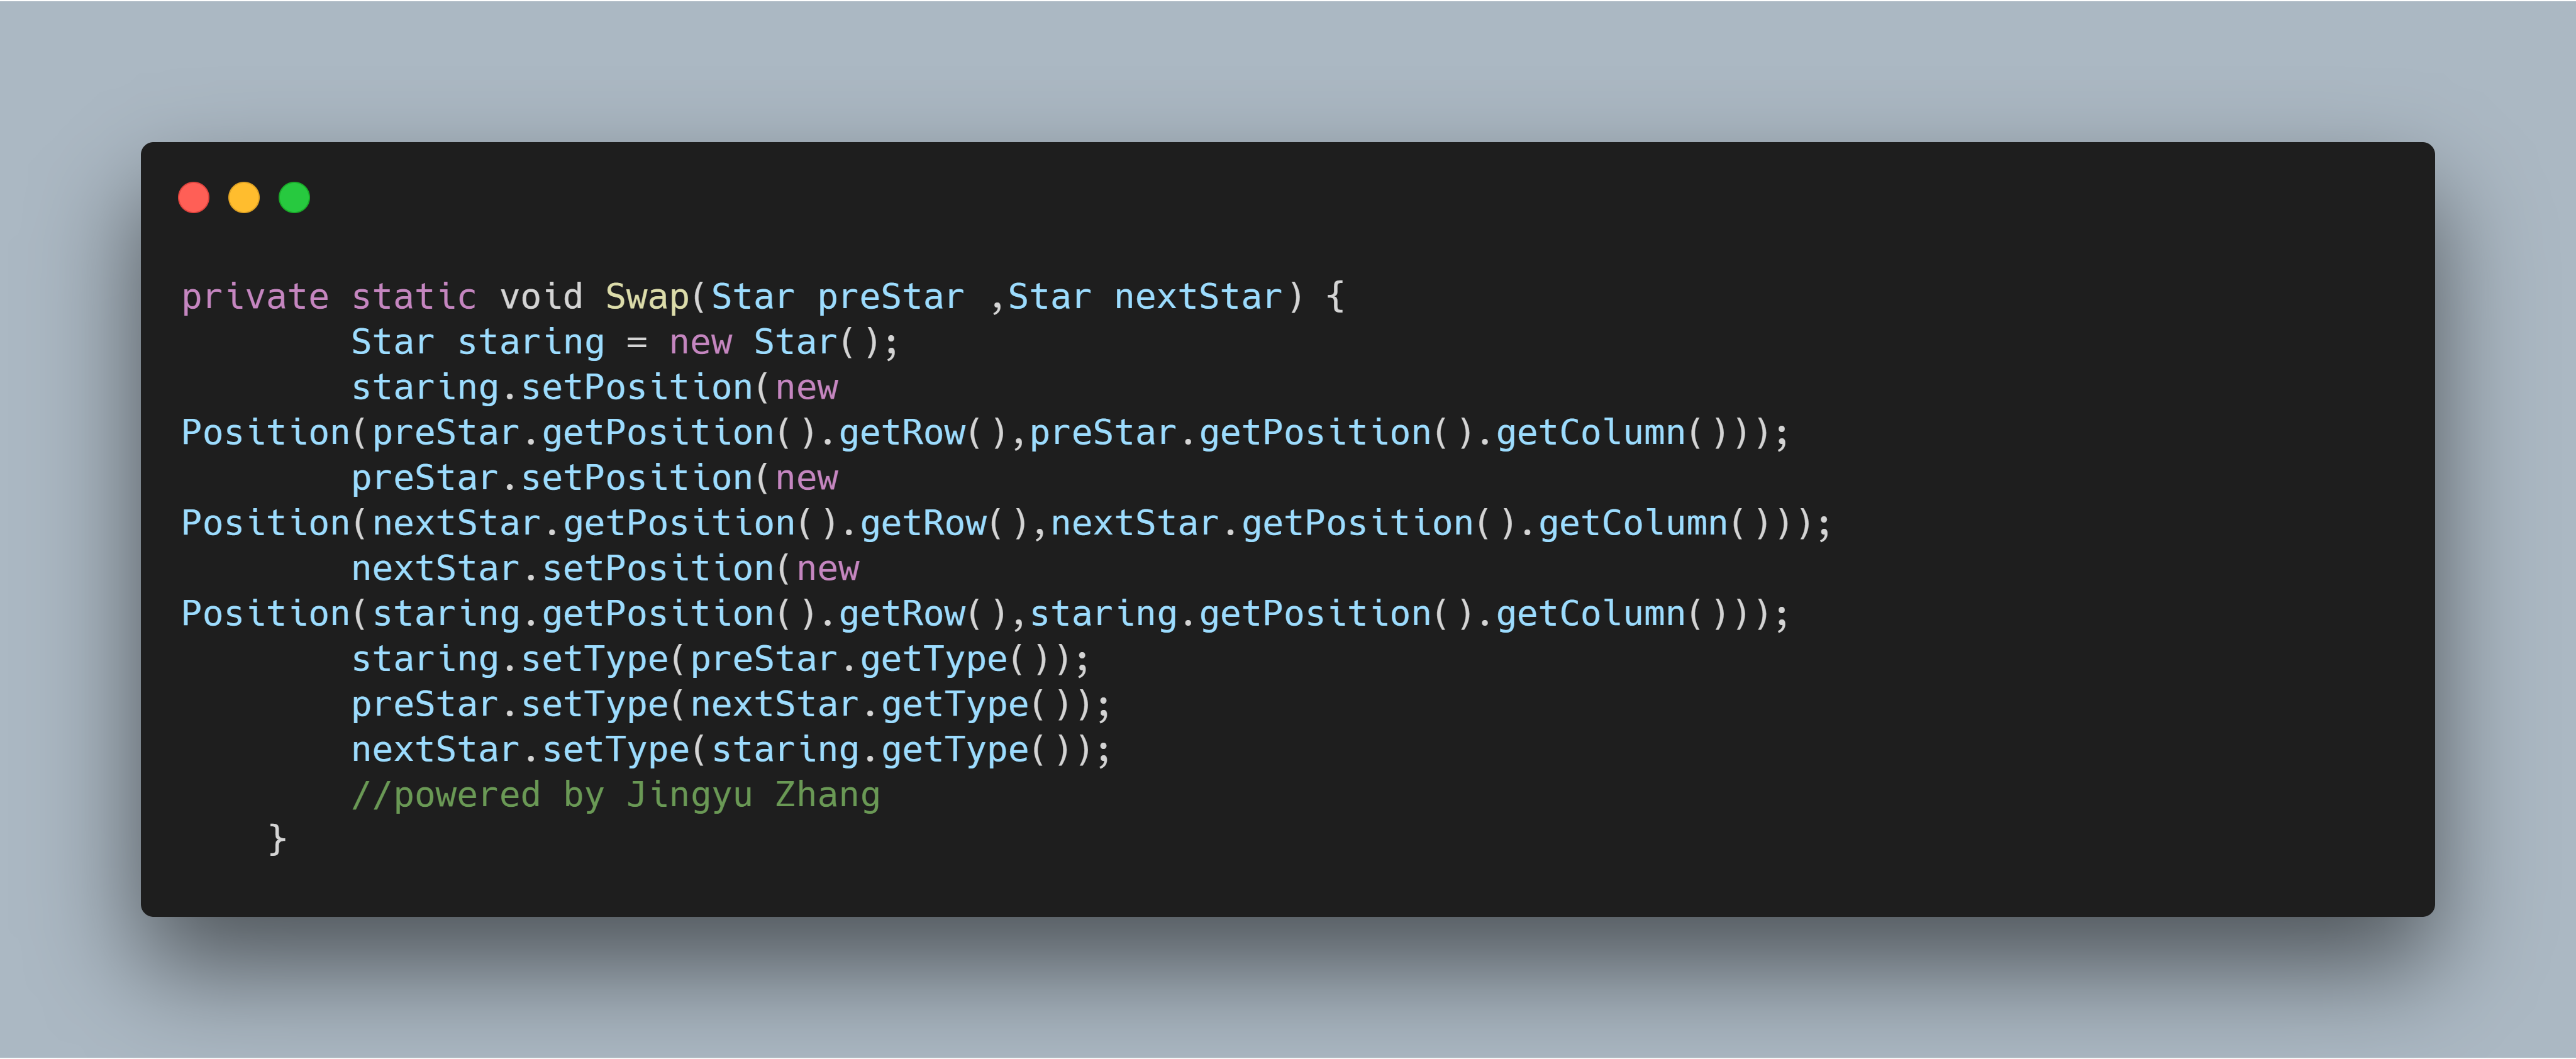 private static void Swap(Star preStar ,Star nextStar) {
        Star staring = new Star();
        staring.setPosition(new
Position(preStar.getPosition().getRow(),preStar.getPosition().getColumn()));
        preStar.setPosition(new
Position(nextStar.getPosition().getRow(),nextStar.getPosition().getColumn()));
        nextStar.setPosition(new
Position(staring.getPosition().getRow(),staring.getPosition().getColumn()));
        staring.setType(preStar.getType());
        preStar.setType(nextStar.getType());
        nextStar.setType(staring.getType());
        //powered by Jingyu Zhang
    }